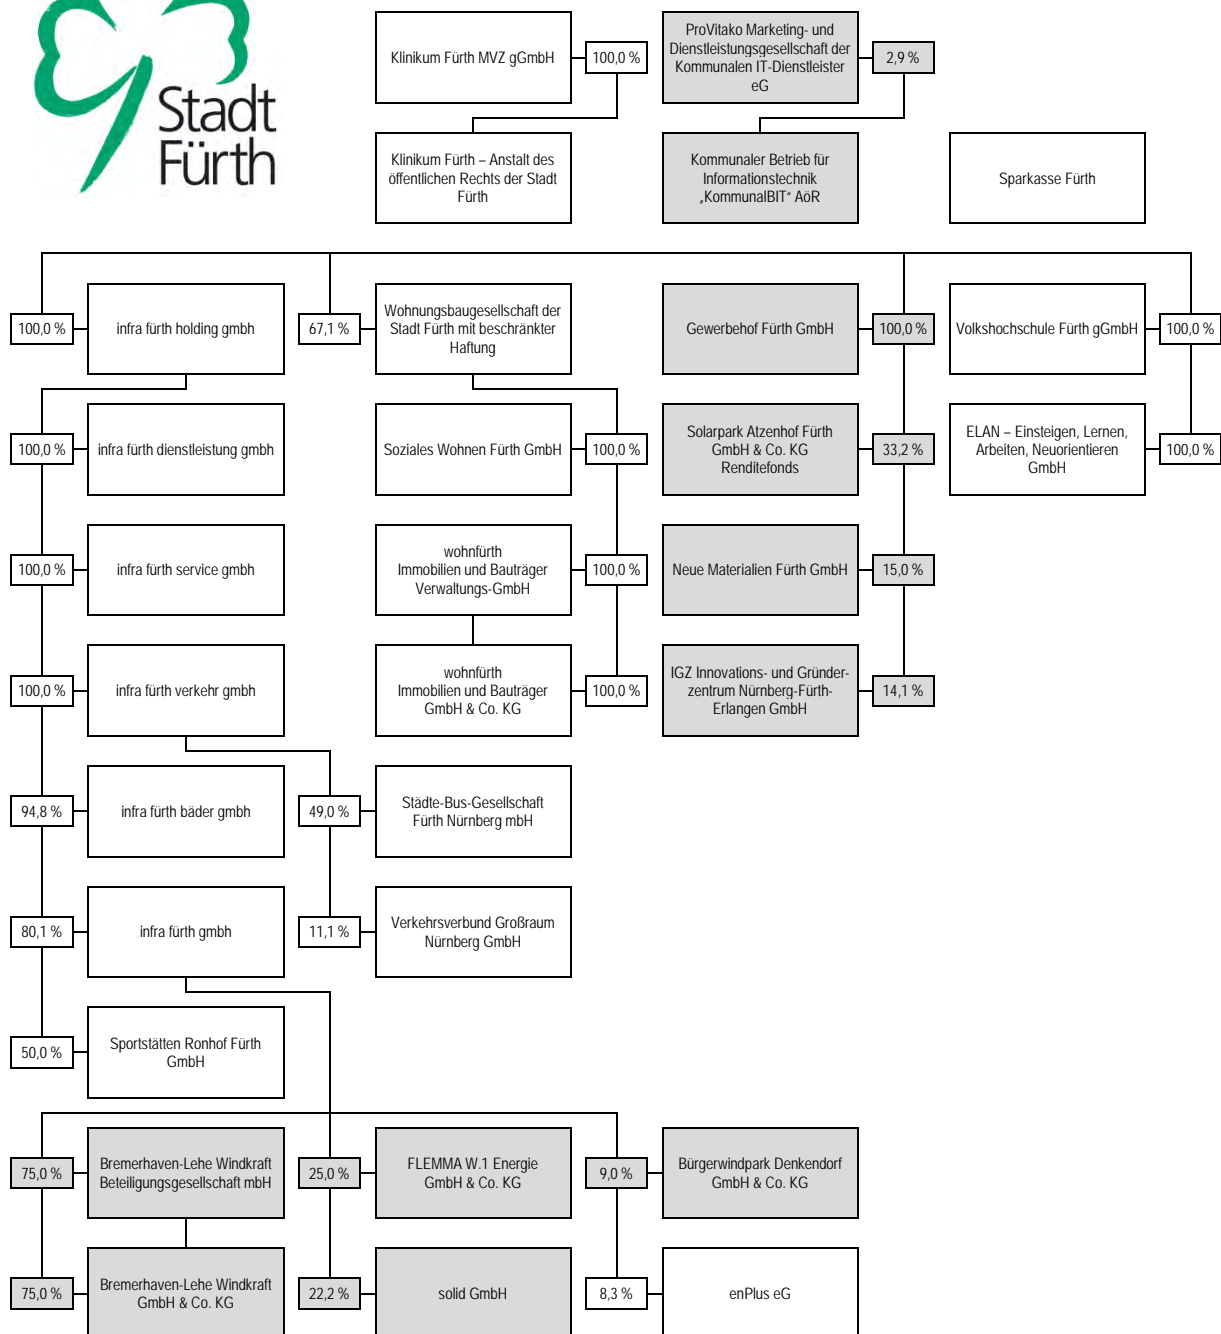 Stadt
Fürth
Klinikum Fürth MVZ gGmbH
100,0 %
ProVitako Marketing- und
Dienstleistungsgesellschaft der
Kommunalen IT-Dienstleister
eG
2,9 %
Klinikum Fürth – Anstalt des
öffentlichen Rechts der Stadt
Fürth
Kommunaler Betrieb für
Informationstechnik
„KommunalBIT“ AöR
Sparkasse Fürth
100,0 %
infra fürth holding gmbh
67,1 %
Wohnungsbaugesellschaft der
Stadt Fürth mit beschränkter
Haftung
Gewerbehof Fürth GmbH
100,0 %
Volkshochschule Fürth gGmbH
100,0 %
100,0 %
infra fürth dienstleistung gmbh
Soziales Wohnen Fürth GmbH
100,0 %
Solarpark Atzenhof Fürth
GmbH & Co. KG
Renditefonds
33,2 %
ELAN – Einsteigen, Lernen,
Arbeiten, Neuorientieren
GmbH
100,0 %
100,0 %
infra fürth service gmbh
wohnfürth
Immobilien und Bauträger
Verwaltungs-GmbH
100,0 %
Neue Materialien Fürth GmbH
15,0 %
100,0 %
infra fürth verkehr gmbh
wohnfürth
Immobilien und Bauträger
GmbH & Co. KG
100,0 %
IGZ Innovations- und Gründer-
zentrum Nürnberg-Fürth-
Erlangen GmbH
14,1 %
94,8 %
infra fürth bäder gmbh
49,0 %
Städte-Bus-Gesellschaft
Fürth Nürnberg mbH
80,1 %
infra fürth gmbh
11,1 %
Verkehrsverbund Großraum
Nürnberg GmbH
50,0 %
Sportstätten Ronhof Fürth
GmbH
75,0 %
Bremerhaven-Lehe Windkraft
Beteiligungsgesellschaft mbH
25,0 %
FLEMMA W.1 Energie
GmbH & Co. KG
9,0 %
Bürgerwindpark Denkendorf
GmbH & Co. KG
75,0 %
Bremerhaven-Lehe Windkraft
GmbH & Co. KG
22,2 %
solid GmbH
8,3 %
enPlus eG